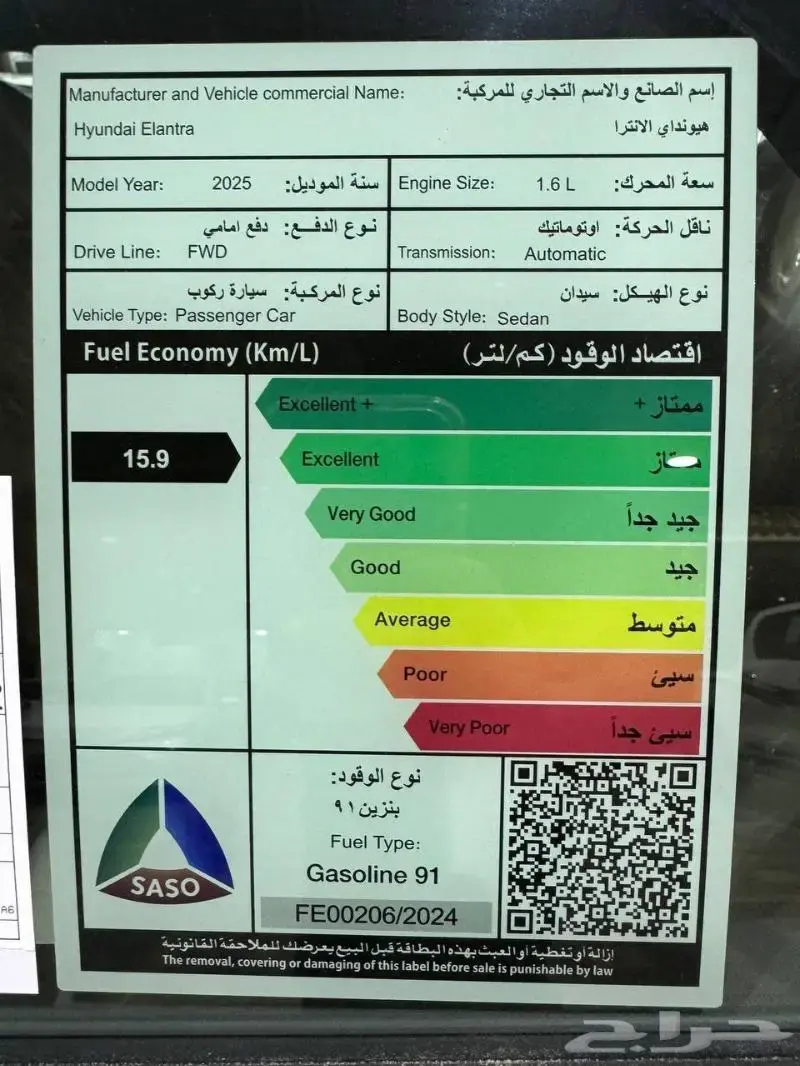 Manufacturer and Vehicle commercial Name: إسم الصانع والاسم التجاري للمركبة:
Hyundai Elantra هيونداي الانترا
Model Year: 2025 سنة الموديل:
Engine Size: 1.6 L سعة المحرك:
نوع الدفع: دفع امامي
Drive Line: FWD
ناقل الحركة: اوتوماتيك
Transmission: Automatic
نوع المركبة: سيارة ركوب
Vehicle Type: Passenger Car
نوع الهيكل: سيدان
Body Style: Sedan
Fuel Economy (Km/L) اقتصاد الوقود (كم/لتر)
Excellent + ممتاز +
15.9
Excellent
Very Good جيد جداً
Good جيد
Average متوسط
Poor سيئ
Very Poor سيئ جداً
SASO
نوع الوقود:
بنزين ٩١
Fuel Type:
Gasoline 91
FE00206/2024
إزالة أو تغطية أو العبث بهذه البطاقة قبل البيع يعرضك للملاحقة القانونية
The removal, covering or damaging of this label before sale is punishable by law
A6
حراج